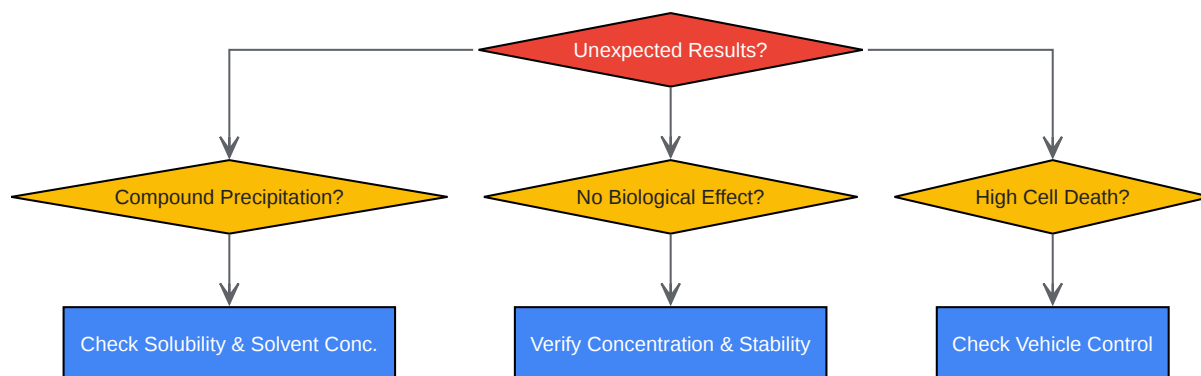 Unexpected Results?
Compound Precipitation?
No Biological Effect?
High Cell Death?
Check Solubility & Solvent Conc.
Verify Concentration & Stability
Check Vehicle Control